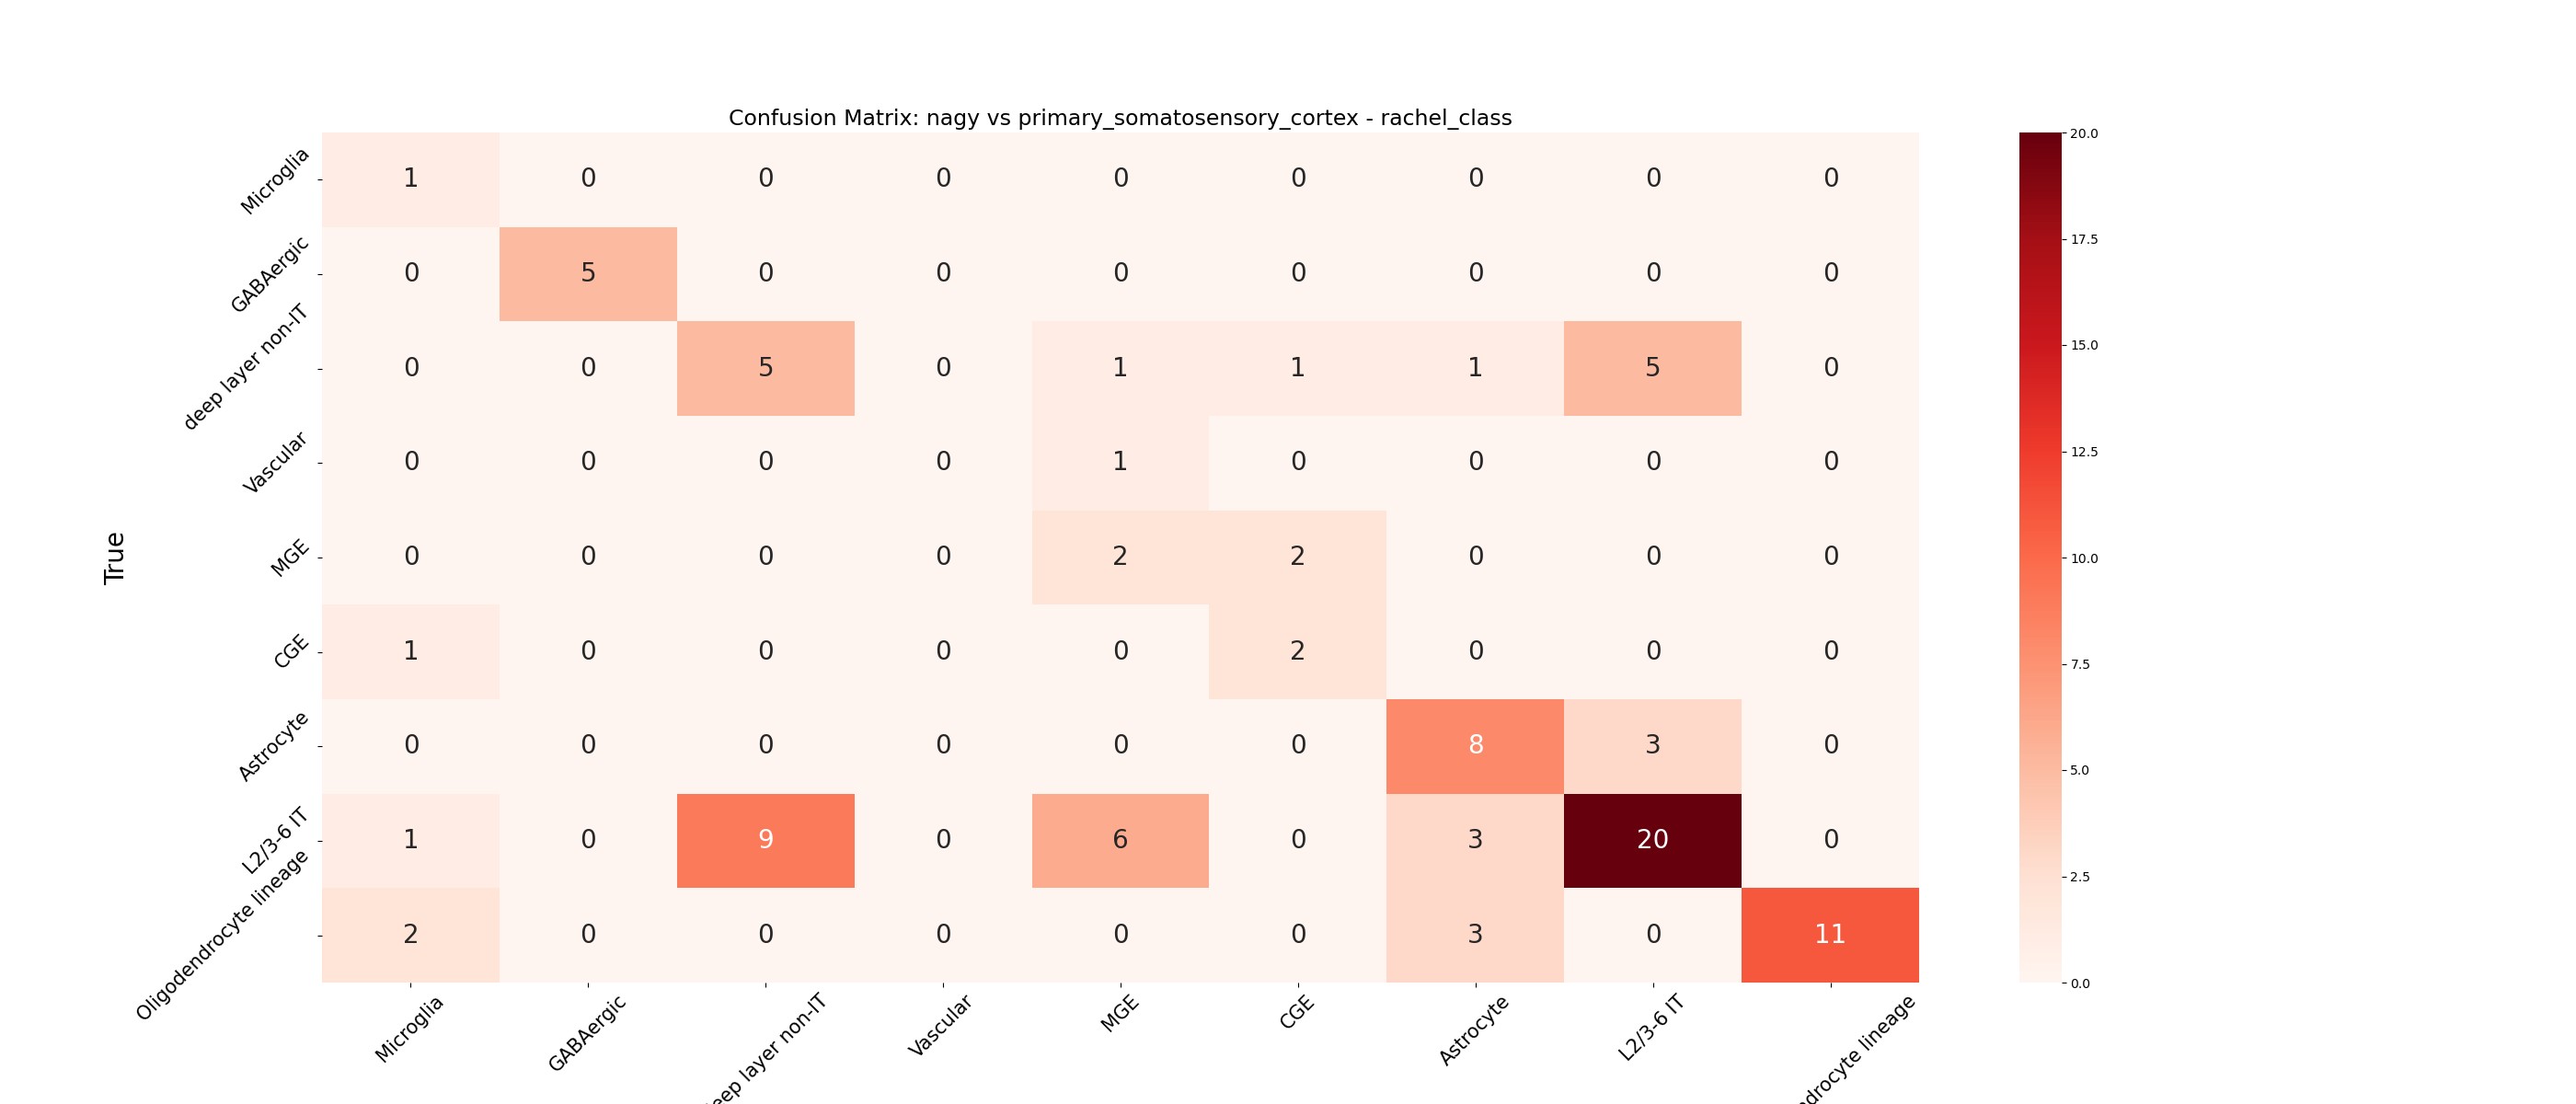 Confusion Matrix: nagy vs primary_somatosensory_cortex - rachel_class
True
Microglia 1 0 0 0 0 0 0 0 0
GABAergic 0 5 0 0 0 0 0 0 0
deep layer non-IT 0 0 5 0 1 1 1 5 0
Vascular 0 0 0 0 1 0 0 0 0
MGE 0 0 0 0 2 2 0 0 0
CGE 1 0 0 0 0 2 0 0 0
Astrocyte 0 0 0 0 0 0 8 3 0
L2/3-6 IT 1 0 9 0 6 0 3 20 0
Oligodendrocyte lineage 2 0 0 0 0 0 3 0 11
Microglia
GABAergic
layer non-IT
Vascular
MGE
CGE
Astrocyte
L2/3-6 IT
lineage
20.0
17.5
15.0
12.5
10.0
7.5
5.0
2.5
0.0